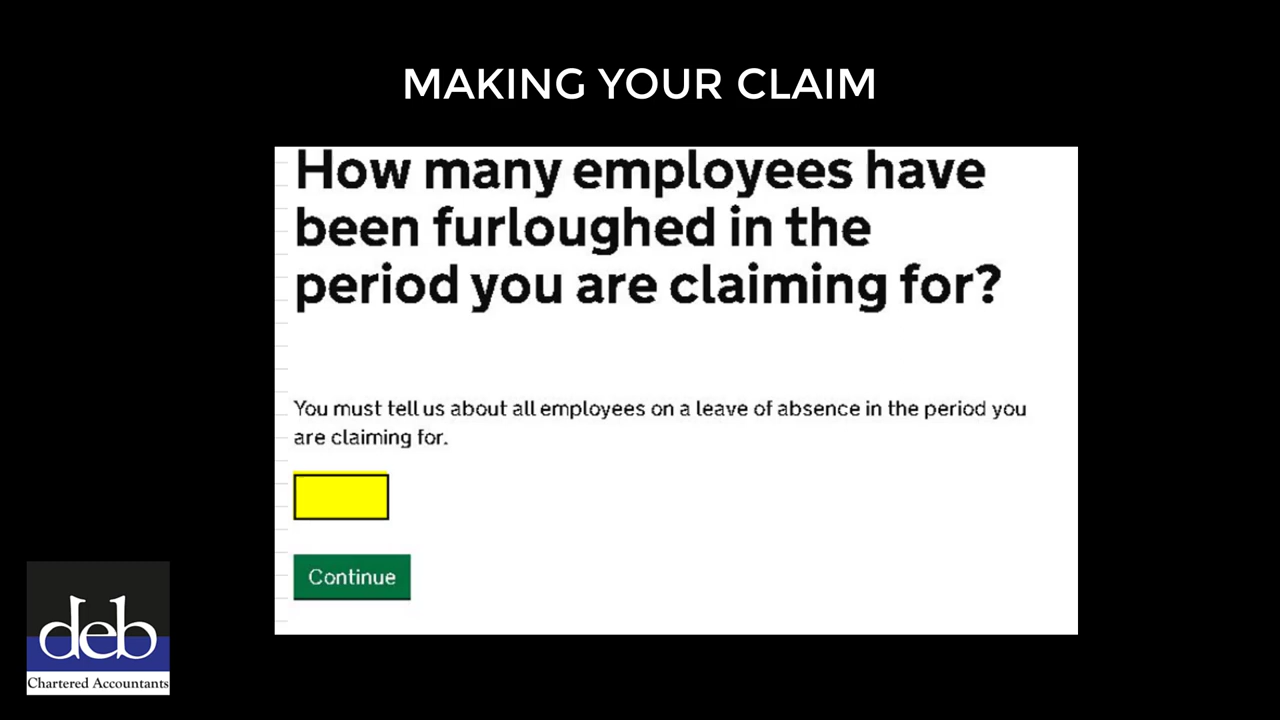 MAKING YOUR CLAIM
How many employees have
been furloughed in the
period you are claiming for?
You must tell us about all employees on a leave of absence in the period you
are claiming for.
Continue
deb
Chartered Accountants